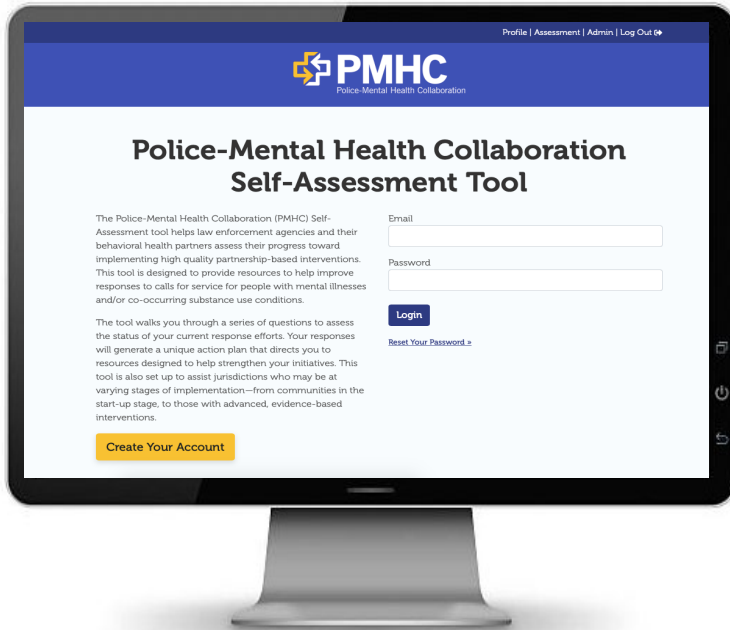 Profile | Assessment | Admin | Log Out
PMHC
Police-Mental Health Collaboration
Police-Mental Health Collaboration
Self-Assessment Tool
The Police-Mental Health Collaboration (PMHC) Self-
Assessment tool helps law enforcement agencies and their
behavioral health partners assess their progress toward
implementing high quality partnership-based interventions.
This tool is designed to provide resources to help improve
responses to calls for service for people with mental illnesses
and/or co-occurring substance use conditions.
The tool walks you through a series of questions to assess
the status of your current response efforts. Your responses
will generate a unique action plan that directs you to
resources designed to help strengthen your initiatives. This
tool is also set up to assist jurisdictions who may be at
varying stages of implementation—from communities in the
start-up stage, to those with advanced, evidence-based
interventions.
Create Your Account
Email
Password
Login
Reset Your Password »